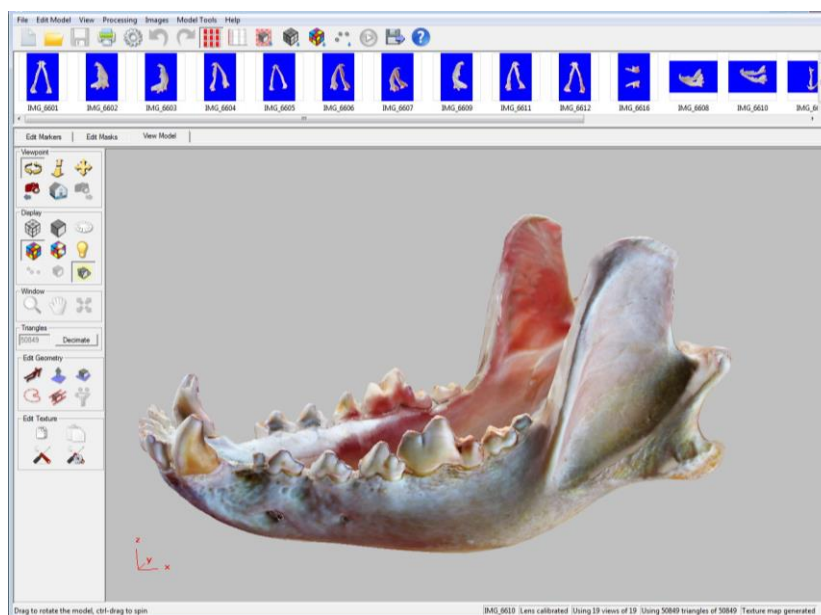 File Edit Model View Processing Images Model Tools Help
IMG_6601 IMG_6602 IMG_6603 IMG_6604 IMG_6605 IMG_6606 IMG_6607 IMG_6609 IMG_6611 IMG_6612 IMG_6616 IMG_6608 IMG_6610
Edit Markers Edit Masks View Model
Viewpoint
Display
Window
Triangles
50849 Decimate
Edit Geometry
Edit Texture
z
y
x
Drag to rotate the model, ctrl-drag to spin IMG_6610 Lens calibrated Using 19 views of 19 Using 50849 triangles of 50849 Texture map generated